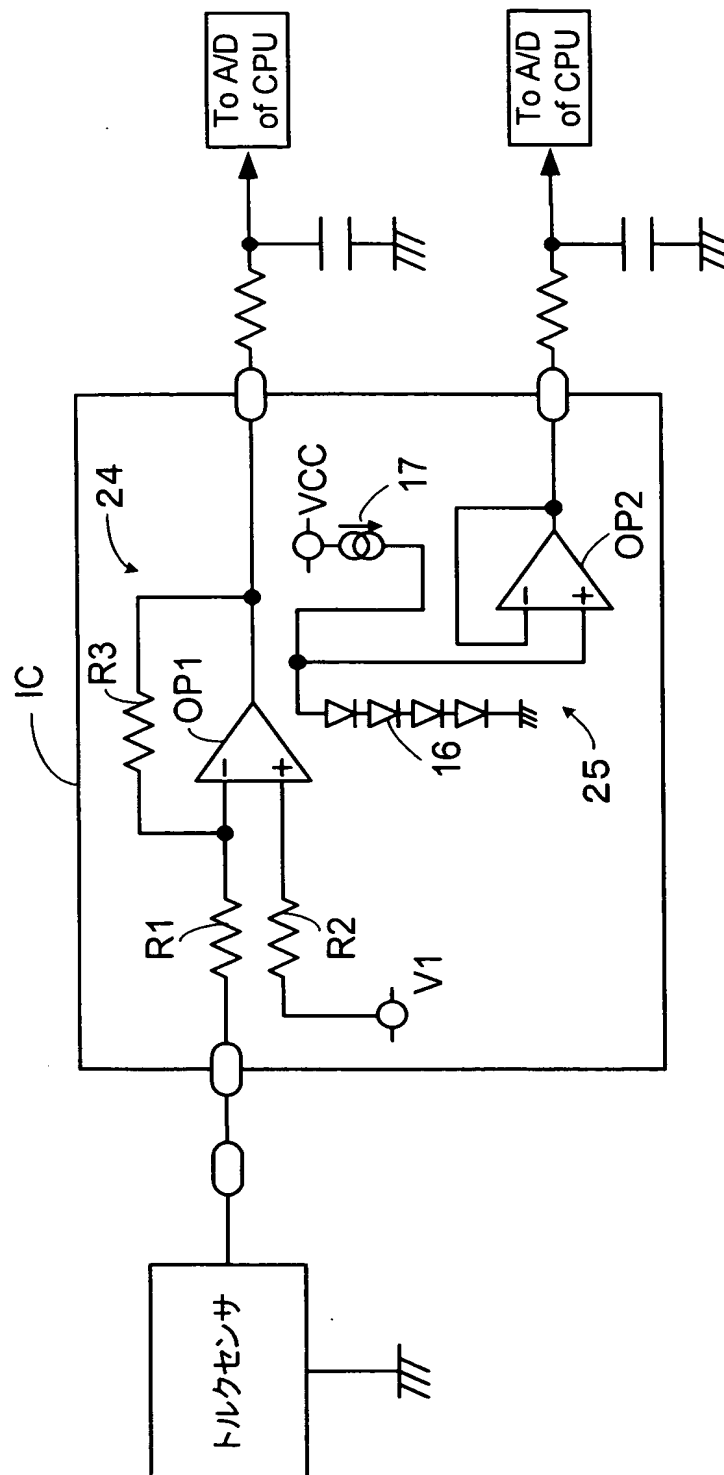 トルクセンサ
IC
R1
R2
V1
R3
OP1
24
VCC
17
16
25
OP2
To A/D
of CPU
To A/D
of CPU